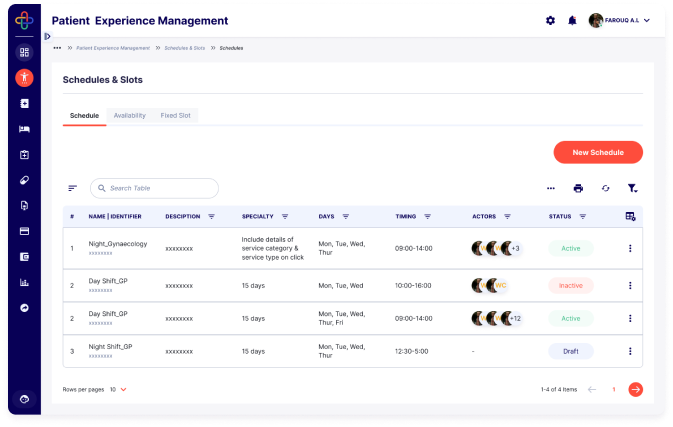 Patient Experience Management
FAROUQ A.L
Patient Experience Management >> Schedules & Slots >> Schedules
Schedules & Slots
Schedule Availability Fixed Slot
New Schedule
Search Table
# NAME | IDENTIFIER DESCIPTION SPECIALTY DAYS TIMING ACTORS STATUS
Include details of
1 Night_Gynaecology xxxxxxxx service category & Mon, Tue, Wed, 09:00-14:00 +3 Active
xxxxxxxx service type on click Thur
2 Day Shift_GP xxxxxxxx 15 days Mon, Tue, Wed 10:00-16:00 WC Inactive
xxxxxxxx
2 Day Shift_GP xxxxxxxx 15 days Mon, Tue, Wed, 09:00-14:00 +12 Active
xxxxxxxx Thur, Fri
3 Night Shift_GP xxxxxxxx 15 days Mon, Tue, Wed, 12:30-5:00 - Draft
xxxxxxxx Thur
Rows per pages 10 1-4 of 4 Items 1